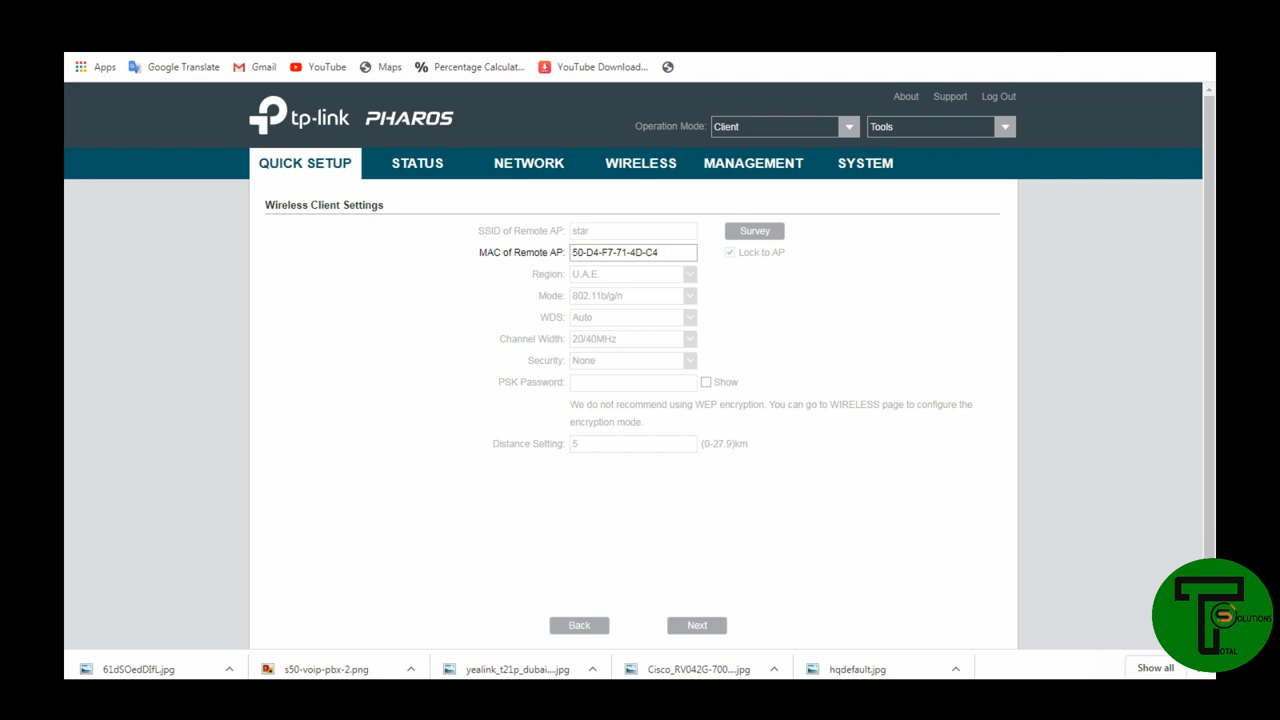 Apps Google Translate Gmail YouTube Maps Percentage Calculat... YouTube Download...
About Support Log Out
tp-link PHAROS Operation Mode: Client Tools
QUICK SETUP STATUS NETWORK WIRELESS MANAGEMENT SYSTEM
Wireless Client Settings
SSID of Remote AP: star Survey
MAC of Remote AP: 50-D4-F7-71-4D-C4 Lock to AP
Region: U.A.E.
Mode: 802.11b/g/n
WDS: Auto
Channel Width: 20/40MHz
Security: None
PSK Password: Show
We do not recommend using WEP encryption. You can go to WIRELESS page to configure the
encryption mode.
Distance Setting: 5 (0-27.9)km
Back Next
61dSOedDIfL.jpg s50-voip-pbx-2.png yealink_t21p_dubai....jpg Cisco_RV042G-700....jpg hqdefault.jpg Show all
T
S OLUTIONS
OTAL